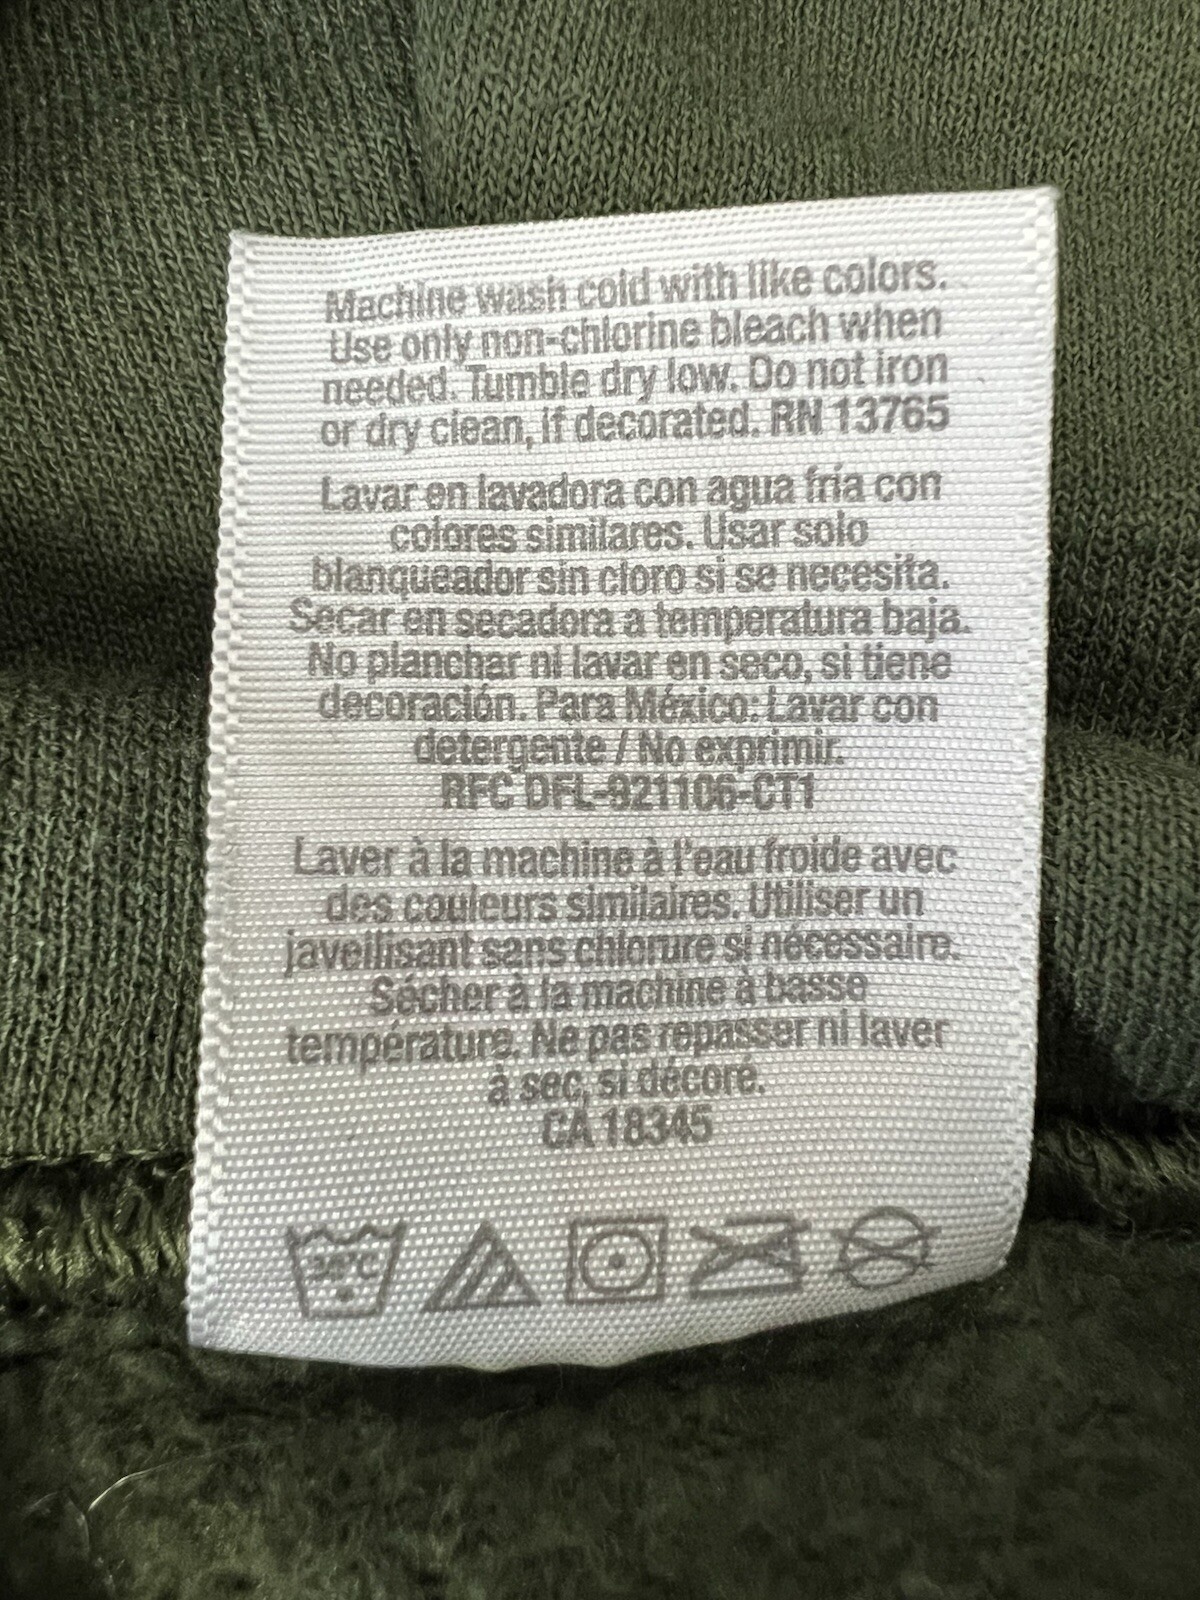 Machine wash cold with like colors.
Use only non-chlorine bleach when
needed. Tumble dry low. Do not iron
or dry clean, if decorated. RN 13765
Lavar en lavadora con agua fría con
colores similares. Usar solo
blanqueador sin cloro si se necesita.
Secar en secadora a temperatura baja.
No planchar ni lavar en seco, si tiene
decoración. Para México: Lavar con
detergente / No exprimir.
RFC DFL-921106-CT1
Laver à la machine à l'eau froide avec
des couleurs similaires. Utiliser un
javellisant sans chlorure si nécessaire.
Sécher à la machine à basse
température. Ne pas repasser ni laver
à sec, si décoré.
CA 18345
30°C